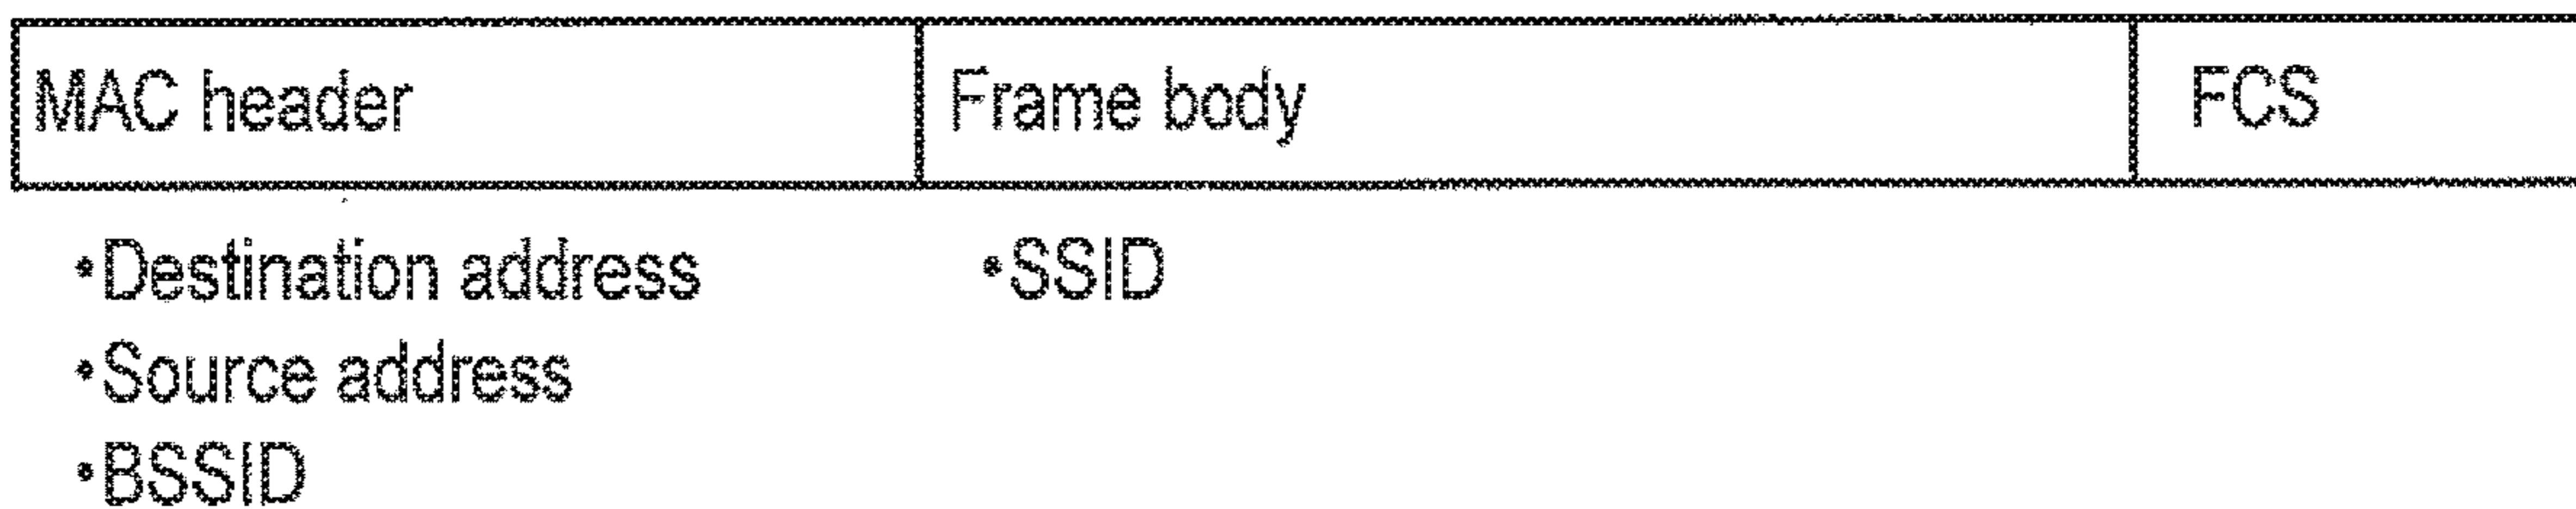 MAC header Frame body FCS
•Destination address •SSID
•Source address
•BSSID